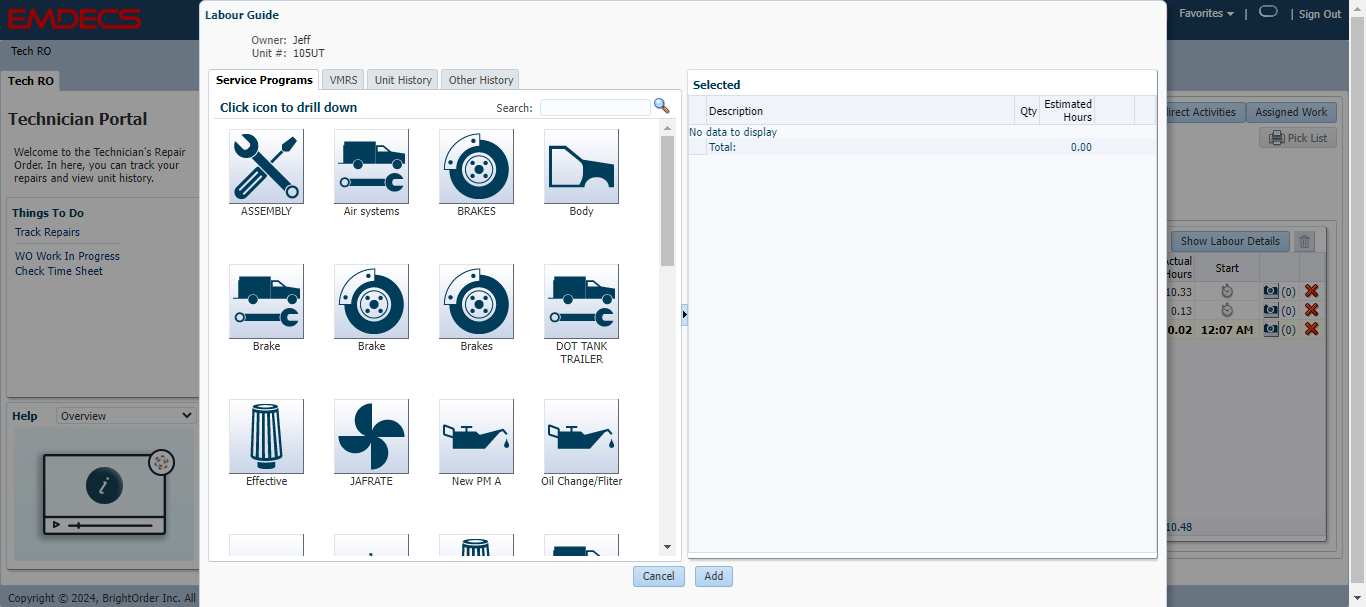 EMDECS
Favorites
|
| Sign Out
Tech RO
Tech RO
Technician Portal
Welcome to the Technician's Repair
Order. In here, you can track your
repairs and view unit history.
Things To Do
Track Repairs
WO Work In Progress
Check Time Sheet
Help
Overview
i
Copyright © 2024, BrightOrder Inc. All
Labour Guide
Owner: Jeff
Unit #: 105UT
Service Programs
VMRS
Unit History
Other History
Click icon to drill down
Search:
ASSEMBLY
Air systems
BRAKES
Body
Brake
Brake
Brakes
DOT TANK
TRAILER
Effective
JAFRATE
New PM A
Oil Change/Fliter
Selected
Description
Qty
Estimated
Hours
No data to display
Total:
0.00
Cancel
Add
irect Activities
Assigned Work
Pick List
Show Labour Details
Actual
Hours
Start
10.33
(0)
0.13
(0)
0.02
12:07 AM
(0)
10.48